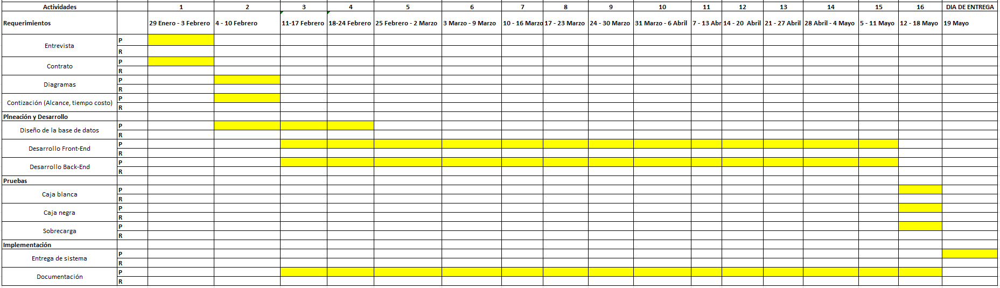 Actividades 1 2 3 4 5 6 7 8 9 10 11 12 13 14 15 16 DIA DE ENTREGA
Requerimientos 29 Enero - 3 Febrero 4 - 10 Febrero 11-17 Febrero 18-24 Febrero 25 Febrero - 2 Marzo 3 Marzo - 9 Marzo 10 - 16 Marzo 17 - 23 Marzo 24 - 30 Marzo 31 Marzo - 6 Abril 7 - 13 Abr 14 - 20 Abril 21 - 27 Abril 28 Abril - 4 Mayo 5 - 11 Mayo 12 - 18 Mayo 19 Mayo
Entrevista P
R
Contrato P
R
Diagramas P
R
Contización (Alcance, tiempo costo) P
R
Plneación y Desarrollo
Diseño de la base de datos P
R
Desarrollo Front-End P
R
Desarrollo Back-End P
R
Pruebas
Caja blanca P
R
Caja negra P
R
Sobrecarga P
R
Implementación
Entrega de sistema P
R
Documentación P
R